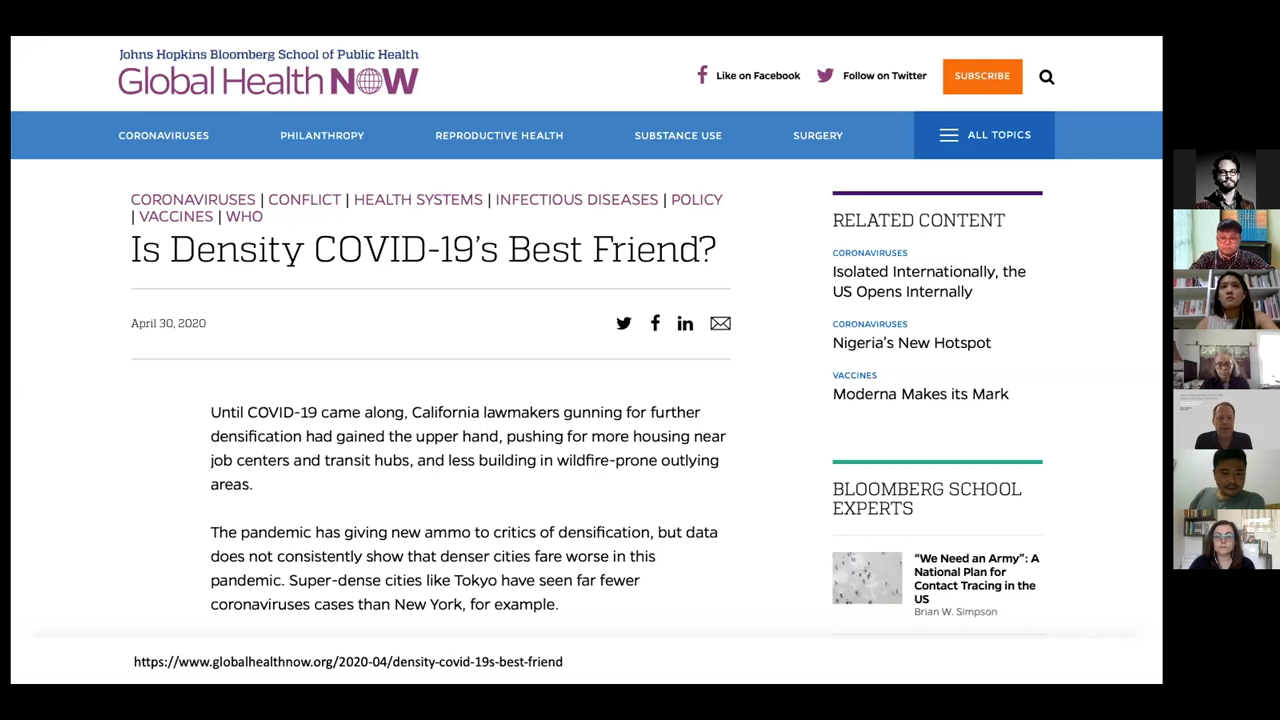 Johns Hopkins Bloomberg School of Public Health
Global Health NOW
Like on Facebook
Follow on Twitter
SUBSCRIBE
CORONAVIRUSES
PHILANTHROPY
REPRODUCTIVE HEALTH
SUBSTANCE USE
SURGERY
ALL TOPICS
CORONAVIRUSES | CONFLICT | HEALTH SYSTEMS | INFECTIOUS DISEASES | POLICY
| VACCINES | WHO
Is Density COVID-19’s Best Friend?
April 30, 2020
Until COVID-19 came along, California lawmakers gunning for further
densification had gained the upper hand, pushing for more housing near
job centers and transit hubs, and less building in wildfire-prone outlying
areas.
The pandemic has giving new ammo to critics of densification, but data
does not consistently show that denser cities fare worse in this
pandemic. Super-dense cities like Tokyo have seen far fewer
coronaviruses cases than New York, for example.
RELATED CONTENT
CORONAVIRUSES
Isolated Internationally, the
US Opens Internally
CORONAVIRUSES
Nigeria’s New Hotspot
VACCINES
Moderna Makes its Mark
BLOOMBERG SCHOOL
EXPERTS
“We Need an Army”: A
National Plan for
Contact Tracing in the
US
Brian W. Simpson
https://www.globalhealthnow.org/2020-04/density-covid-19s-best-friend